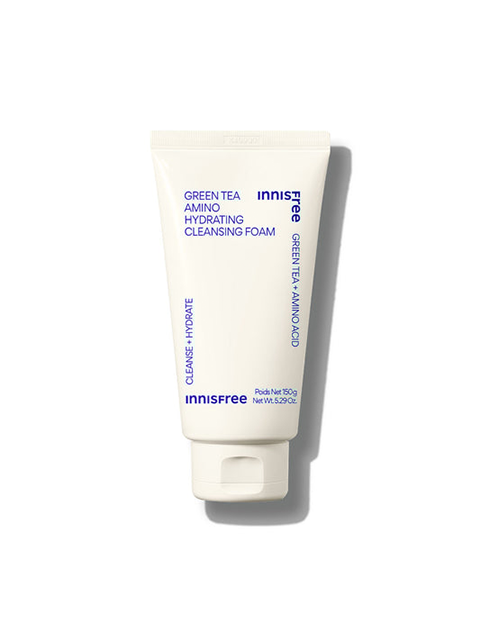 GREEN TEA
AMINO
HYDRATING
CLEANSING FOAM
INNISFree
GREEN TEA + AMINO ACID
CLEANSE + HYDRATE
INNISFree
Poids Net 150g
Net Wt. 5.29 Oz.